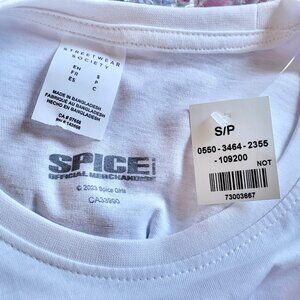 STREETWEAR
SOCIETY
EN S
FR P
ES C
MADE IN BANGLADESH
FABRIQUÉ AU BANGLADESH
HECHO EN BANGLADESH
SPICE
OFFICIAL MERCHANDISE
© 2023 Spice Girls
CA33990
S/P
0550-3464-2355
-109200
NOT
73003667